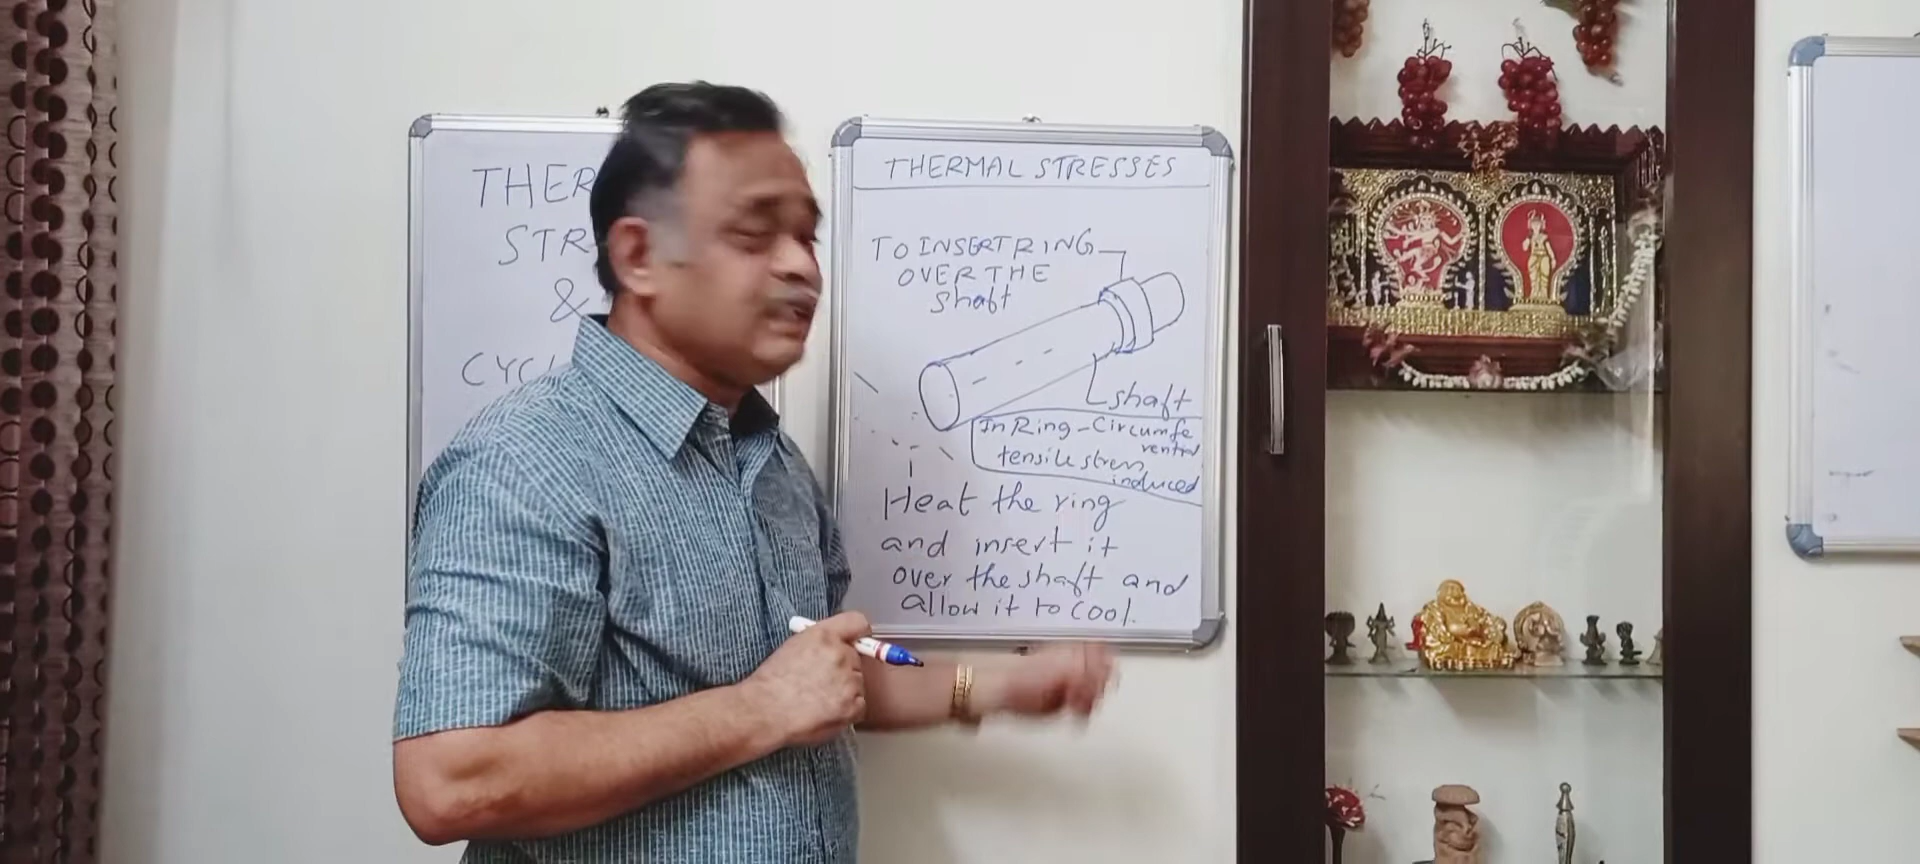 THER
STR
&
CYC
THERMAL STRESSES
TO INSERT RING
OVER THE
shaft
shaft
In Ring - Circumfe
rential
tensile stress
induced
Heat the ring
and insert it
over the shaft and
allow it to cool.